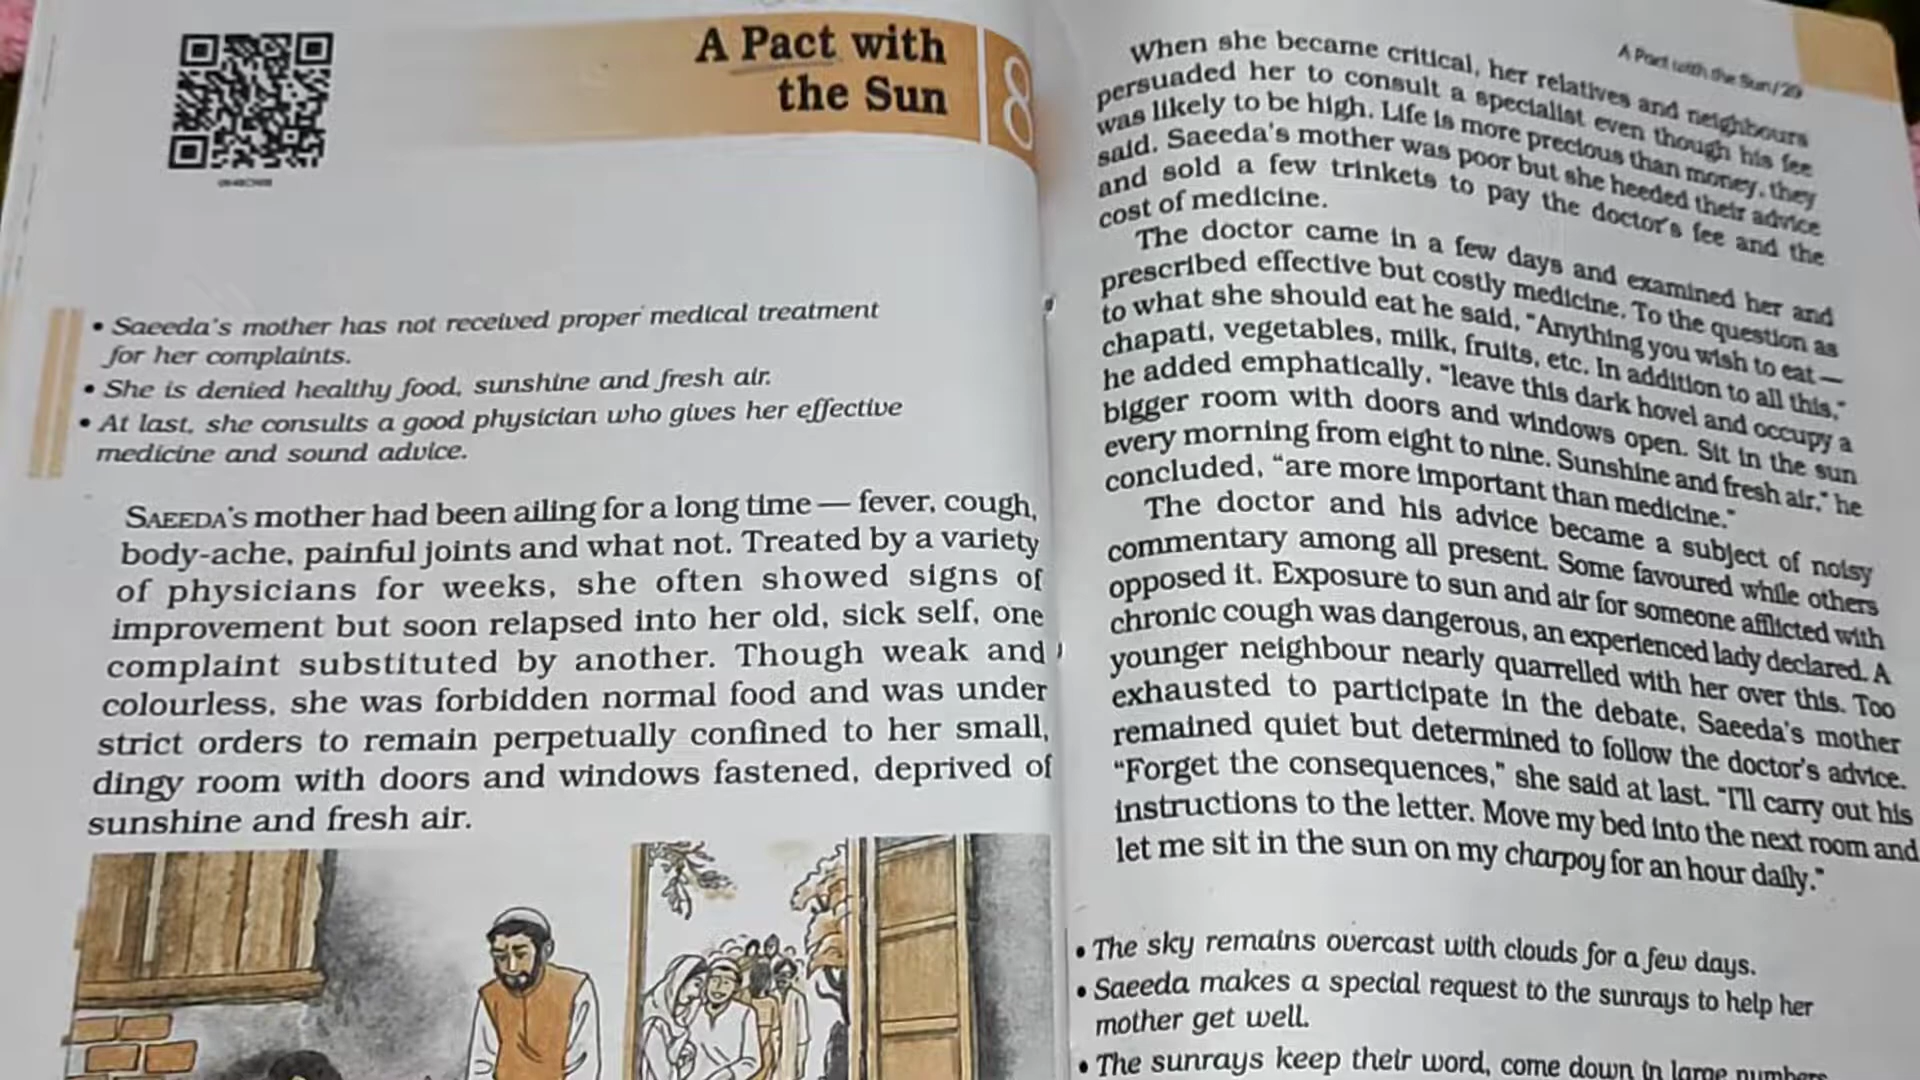 A Pact with
the Sun
8
• Saeeda's mother has not received proper medical treatment
for her complaints.
• She is denied healthy food, sunshine and fresh air.
• At last, she consults a good physician who gives her effective
medicine and sound advice.
SAEEDA'S mother had been ailing for a long time — fever, cough,
body-ache, painful joints and what not. Treated by a variety
of physicians for weeks, she often showed signs of
improvement but soon relapsed into her old, sick self, one
complaint substituted by another. Though weak and
colourless, she was forbidden normal food and was under
strict orders to remain perpetually confined to her small,
dingy room with doors and windows fastened, deprived of
sunshine and fresh air.
A Pact with the Sun/29
When she became critical, her relatives and neighbours
persuaded her to consult a specialist even though his fee
was likely to be high. Life is more precious than money, they
said. Saeeda's mother was poor but she heeded their advice
and sold a few trinkets to pay the doctor's fee and the
cost of medicine.
The doctor came in a few days and examined her and
prescribed effective but costly medicine. To the question as
to what she should eat he said, “Anything you wish to eat —
chapati, vegetables, milk, fruits, etc. In addition to all this,”
he added emphatically, “leave this dark hovel and occupy a
bigger room with doors and windows open. Sit in the sun
every morning from eight to nine. Sunshine and fresh air,” he
concluded, “are more important than medicine.”
The doctor and his advice became a subject of noisy
commentary among all present. Some favoured while others
opposed it. Exposure to sun and air for someone afflicted with
chronic cough was dangerous, an experienced lady declared. A
younger neighbour nearly quarrelled with her over this. Too
exhausted to participate in the debate, Saeeda's mother
remained quiet but determined to follow the doctor's advice.
“Forget the consequences,” she said at last. “I'll carry out his
instructions to the letter. Move my bed into the next room and
let me sit in the sun on my charpoy for an hour daily.”
• The sky remains overcast with clouds for a few days.
• Saeeda makes a special request to the sunrays to help her
mother get well.
• The sunrays keep their word, come down in large numbers